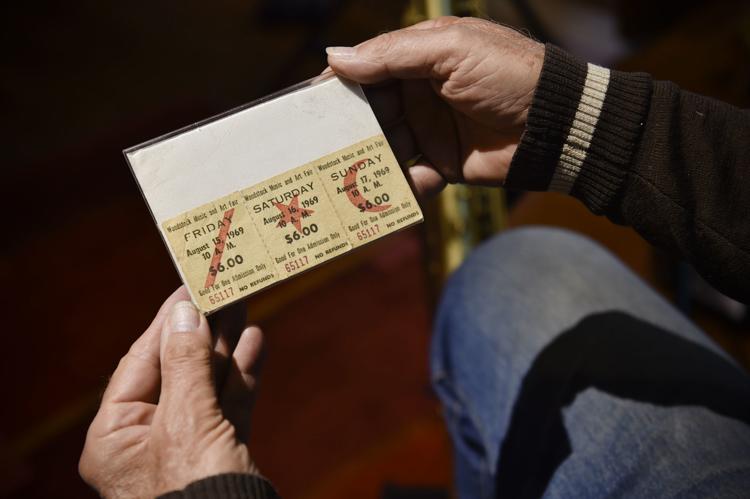 Woodstock Music and Art Fair
FRIDAY
August 15, 1969
10 A. M.
$6.00
Good For One Admission Only
65117 NO REFUNDS
Woodstock Music and Art Fair
SATURDAY
August 16, 1969
10 A. M.
$6.00
Good For One Admission Only
65117 NO REFUNDS
Woodstock Music and Art Fair
SUNDAY
August 17, 1969
10 A. M.
$6.00
Good For One Admission Only
65117 NO REFUNDS